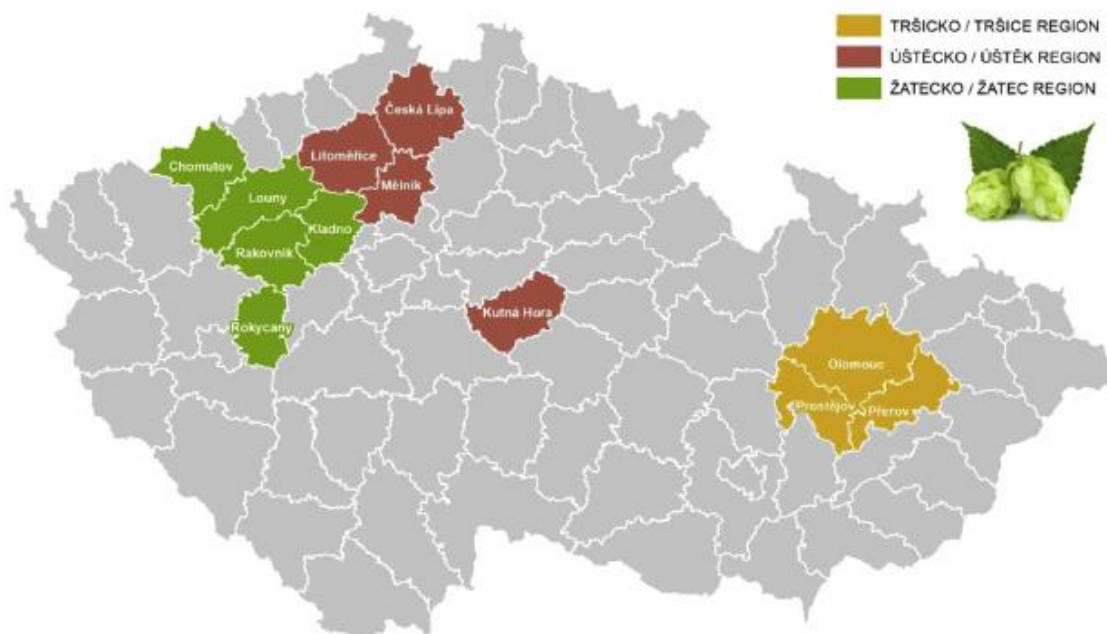 TRŠICKO / TRŠICE REGION
ÚŠTĚCKO / ÚŠTĚK REGION
ŽATECKO / ŽATEC REGION
Česká Lípa
Litoměřice
Chomutov
Mělník
Louny
Kladno
Rakovník
Kutná Hora
Rokycany
Olomouc
Prostějov
Přerov